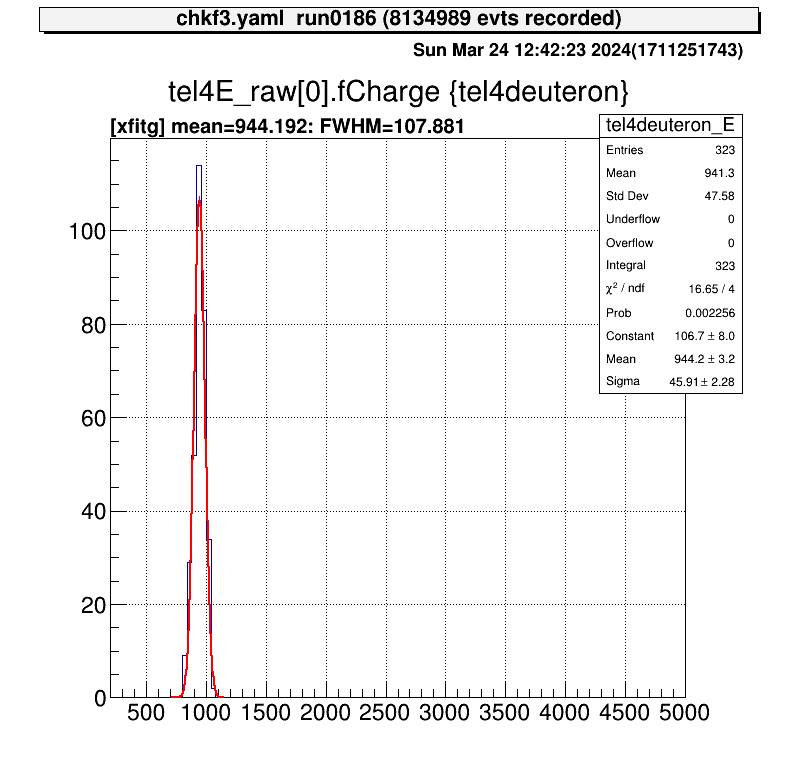 chkf3.yaml  run0186 (8134989 evts recorded)
Sun Mar 24 12:42:23 2024(1711251743)
tel4E_raw[0].fCharge {tel4deuteron}
[xfitg] mean=944.192: FWHM=107.881
tel4deuteron_E
Entries 323
Mean 941.3
Std Dev 47.58
Underflow 0
Overflow 0
Integral 323
χ² / ndf 16.65 / 4
Prob 0.002256
Constant 106.7 ± 8.0
Mean 944.2 ± 3.2
Sigma 45.91 ± 2.28
100
80
60
40
20
0
500 1000 1500 2000 2500 3000 3500 4000 4500 5000